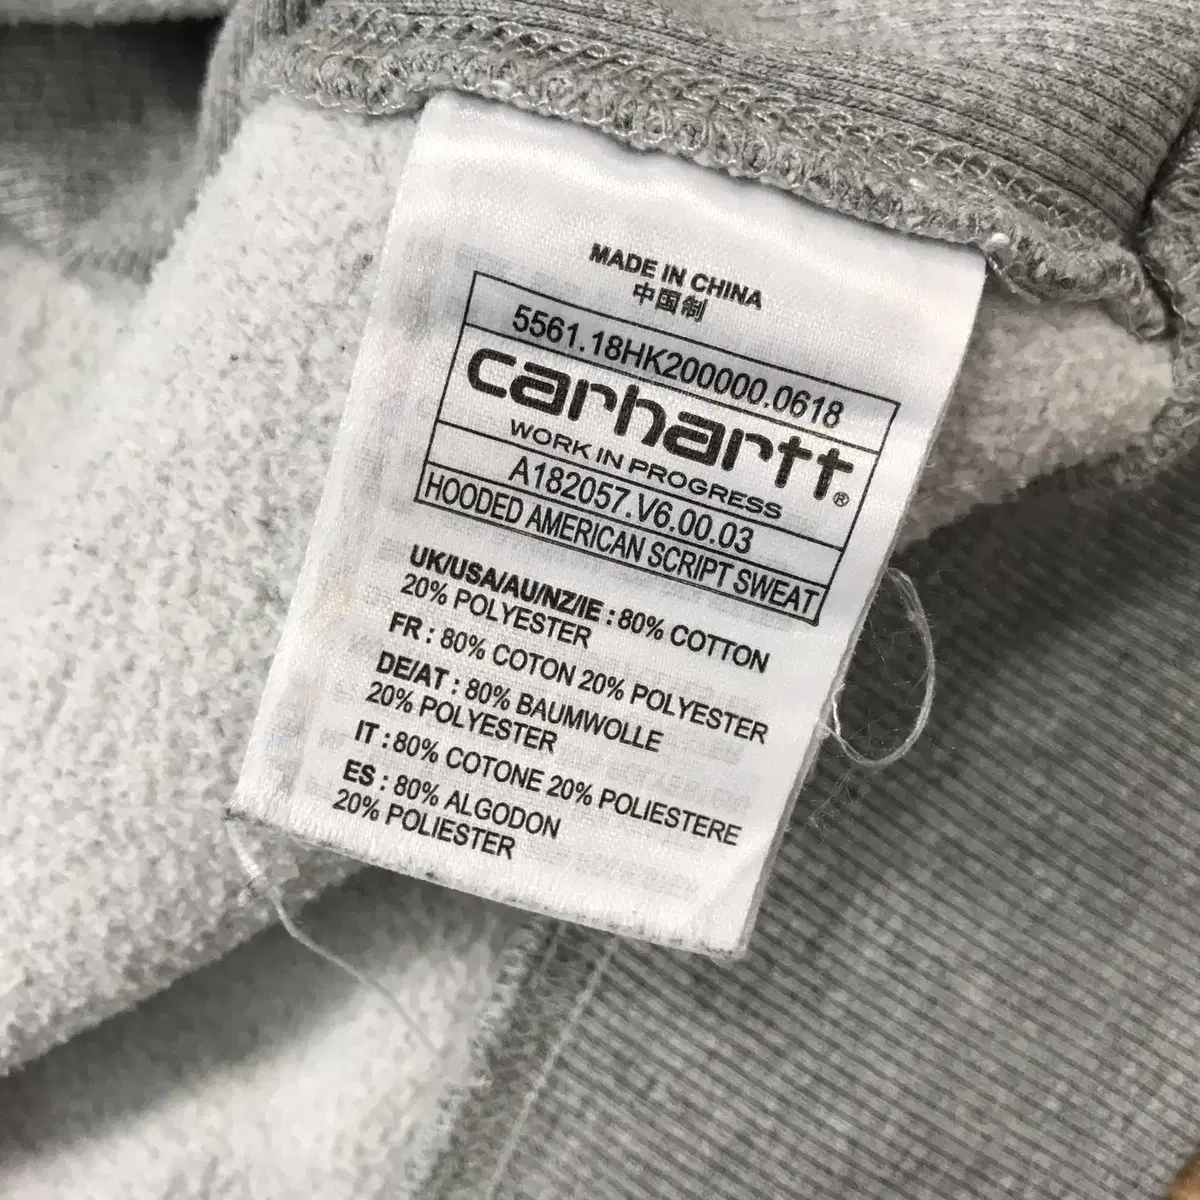 MADE IN CHINA
中国制
5561.18HK200000.0618
carhartt®
WORK IN PROGRESS
A182057.V6.00.03
HOODED AMERICAN SCRIPT SWEAT
UK/USA/AU/NZ/IE : 80% COTTON
20% POLYESTER
FR : 80% COTON 20% POLYESTER
DE/AT : 80% BAUMWOLLE
20% POLYESTER
IT : 80% COTONE 20% POLIESTERE
ES : 80% ALGODON
20% POLIESTER